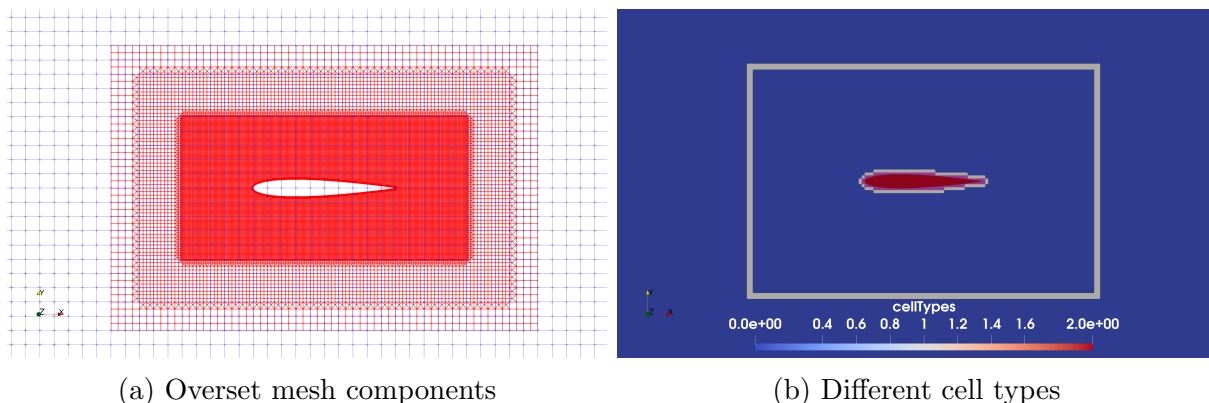 Y
Z
X
Y
Z
X
cellTypes
0.0e+00 0.4 0.6 0.8 1 1.2 1.4 1.6 2.0e+00
(a) Overset mesh components
(b) Different cell types